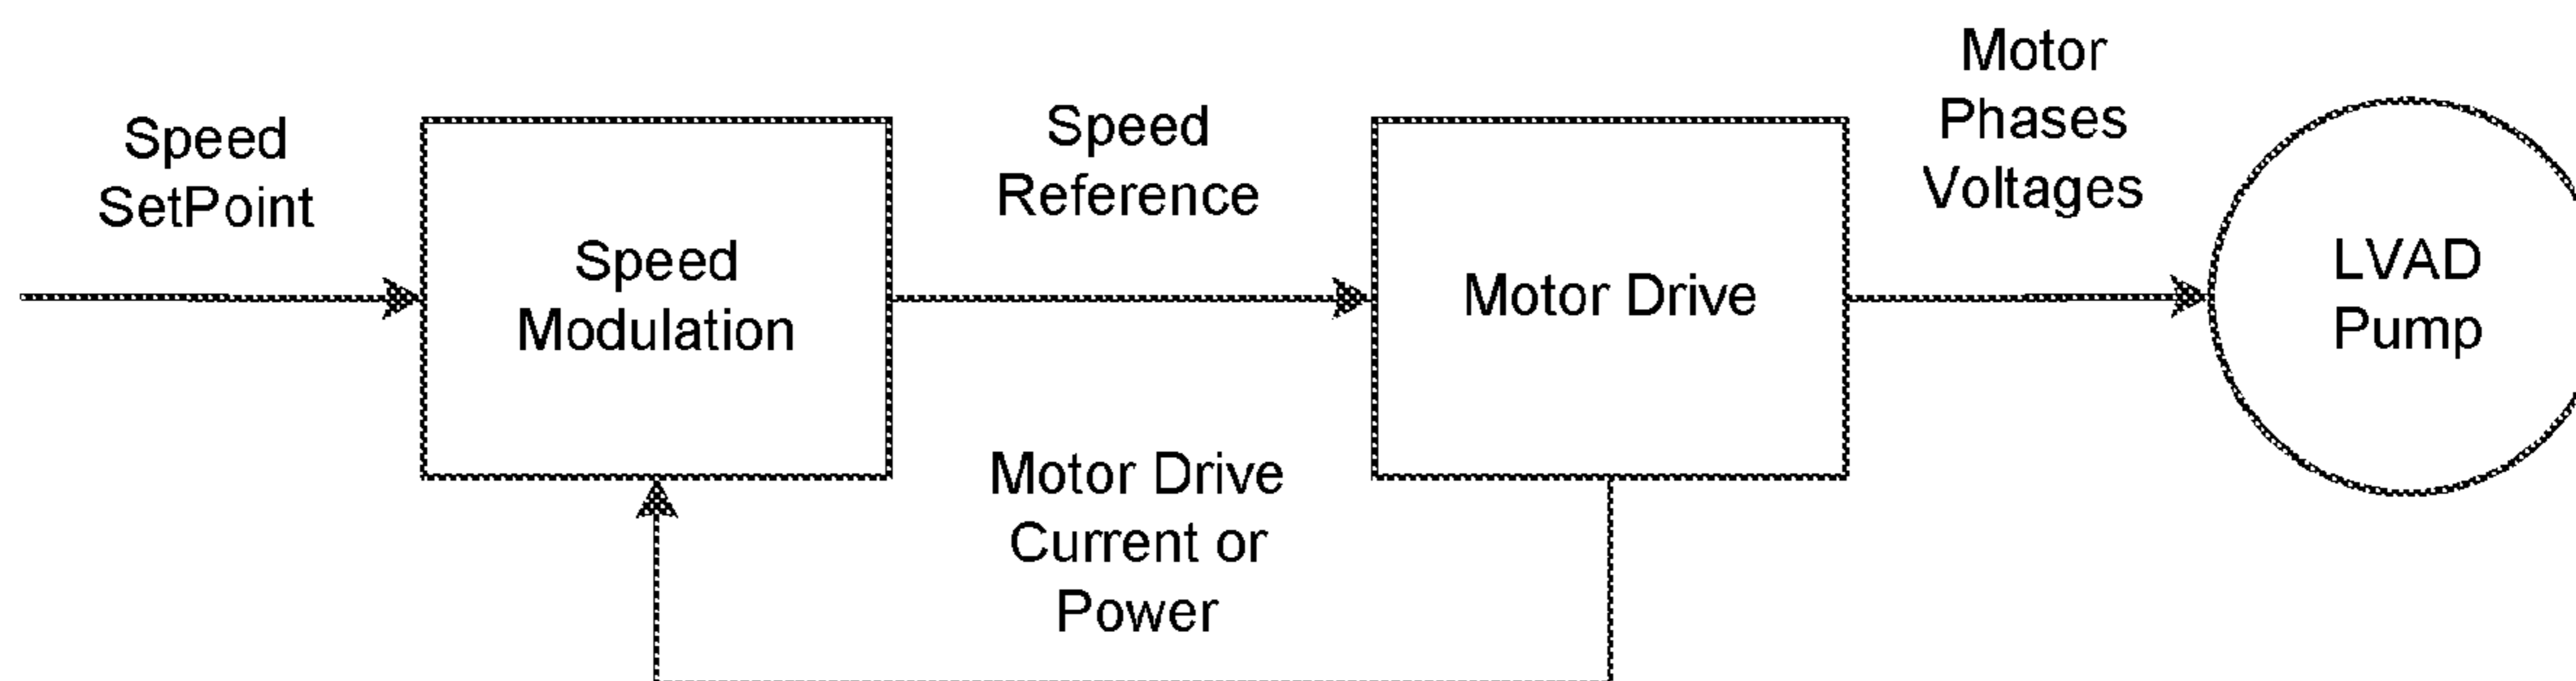 Speed
SetPoint
Speed
Modulation
Speed
Reference
Motor Drive
Current or
Power
Motor Drive
Motor
Phases
Voltages
LVAD
Pump